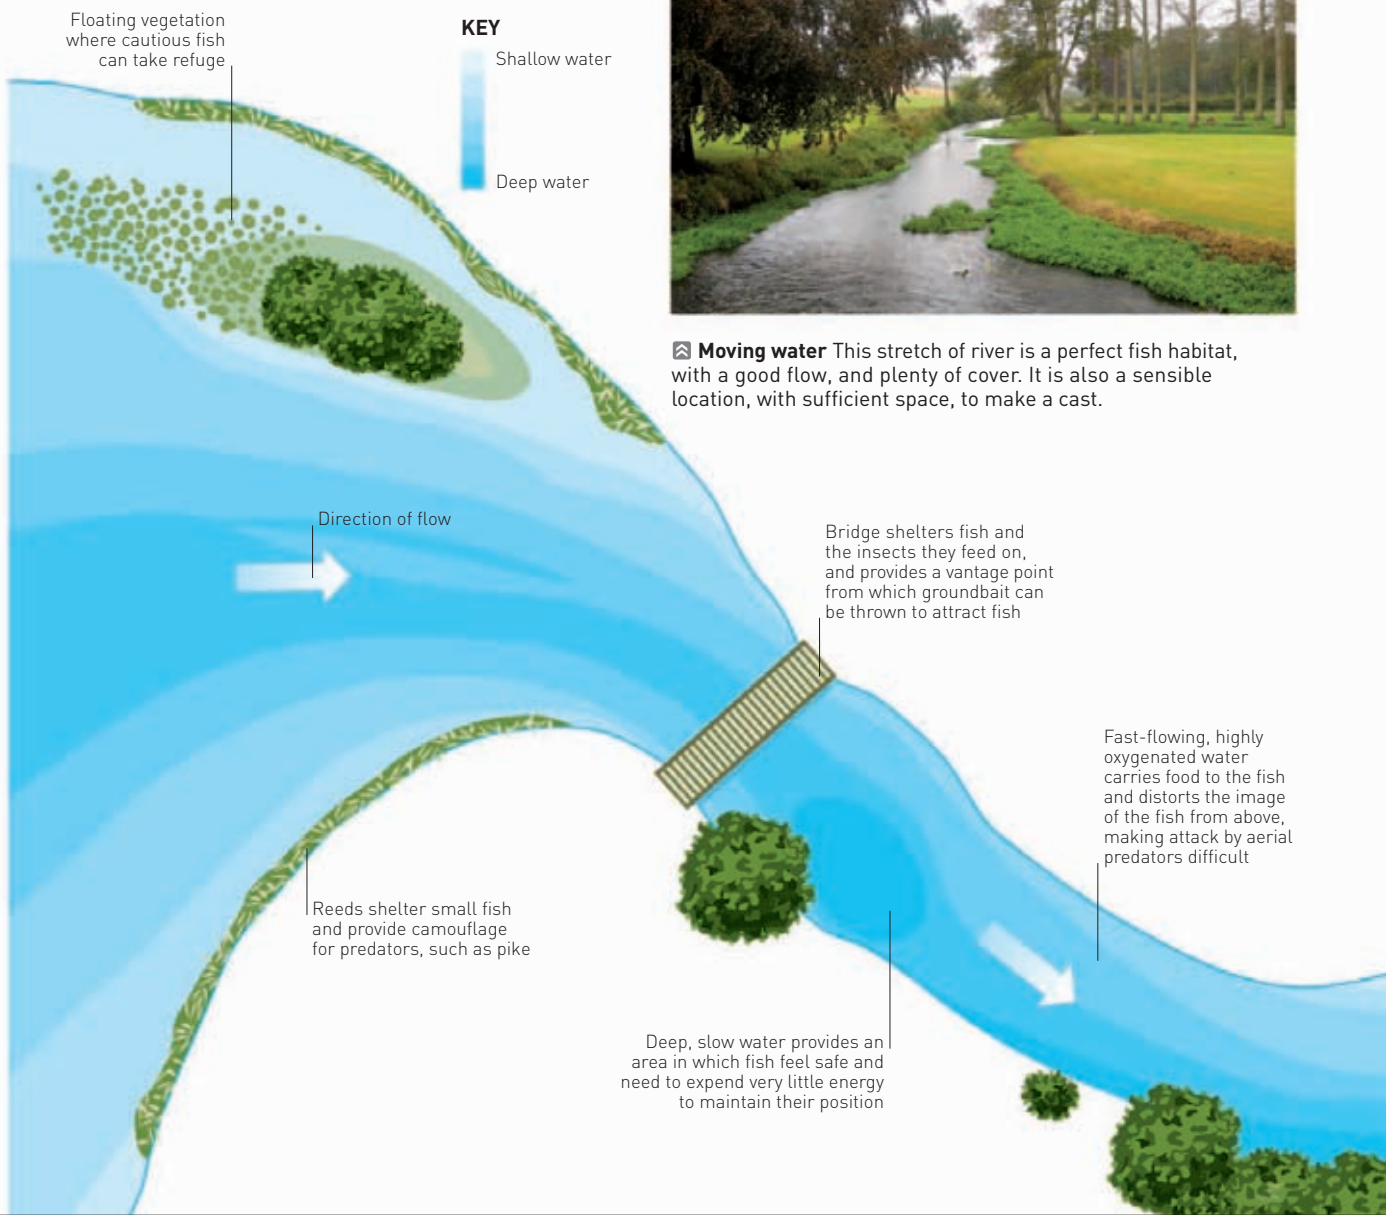 Floating vegetation
where cautious fish
can take refuge
KEY
Shallow water
Deep water
Moving water This stretch of river is a perfect fish habitat,
with a good flow, and plenty of cover. It is also a sensible
location, with sufficient space, to make a cast.
Direction of flow
Bridge shelters fish and
the insects they feed on,
and provides a vantage point
from which groundbait can
be thrown to attract fish
Fast-flowing, highly
oxygenated water
carries food to the fish
and distorts the image
of the fish from above,
making attack by aerial
predators difficult
Reeds shelter small fish
and provide camouflage
for predators, such as pike
Deep, slow water provides an
area in which fish feel safe and
need to expend very little energy
to maintain their position